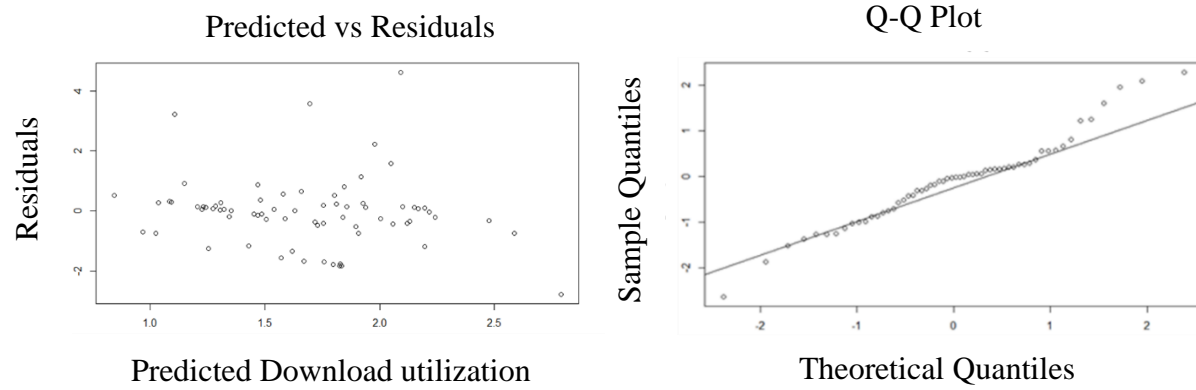 Predicted vs Residuals
Residuals
4
2
0
-2
1.0 1.5 2.0 2.5
Predicted Download utilization
Q-Q Plot
Sample Quantiles
2
1
0
-1
-2
-2 -1 0 1 2
Theoretical Quantiles